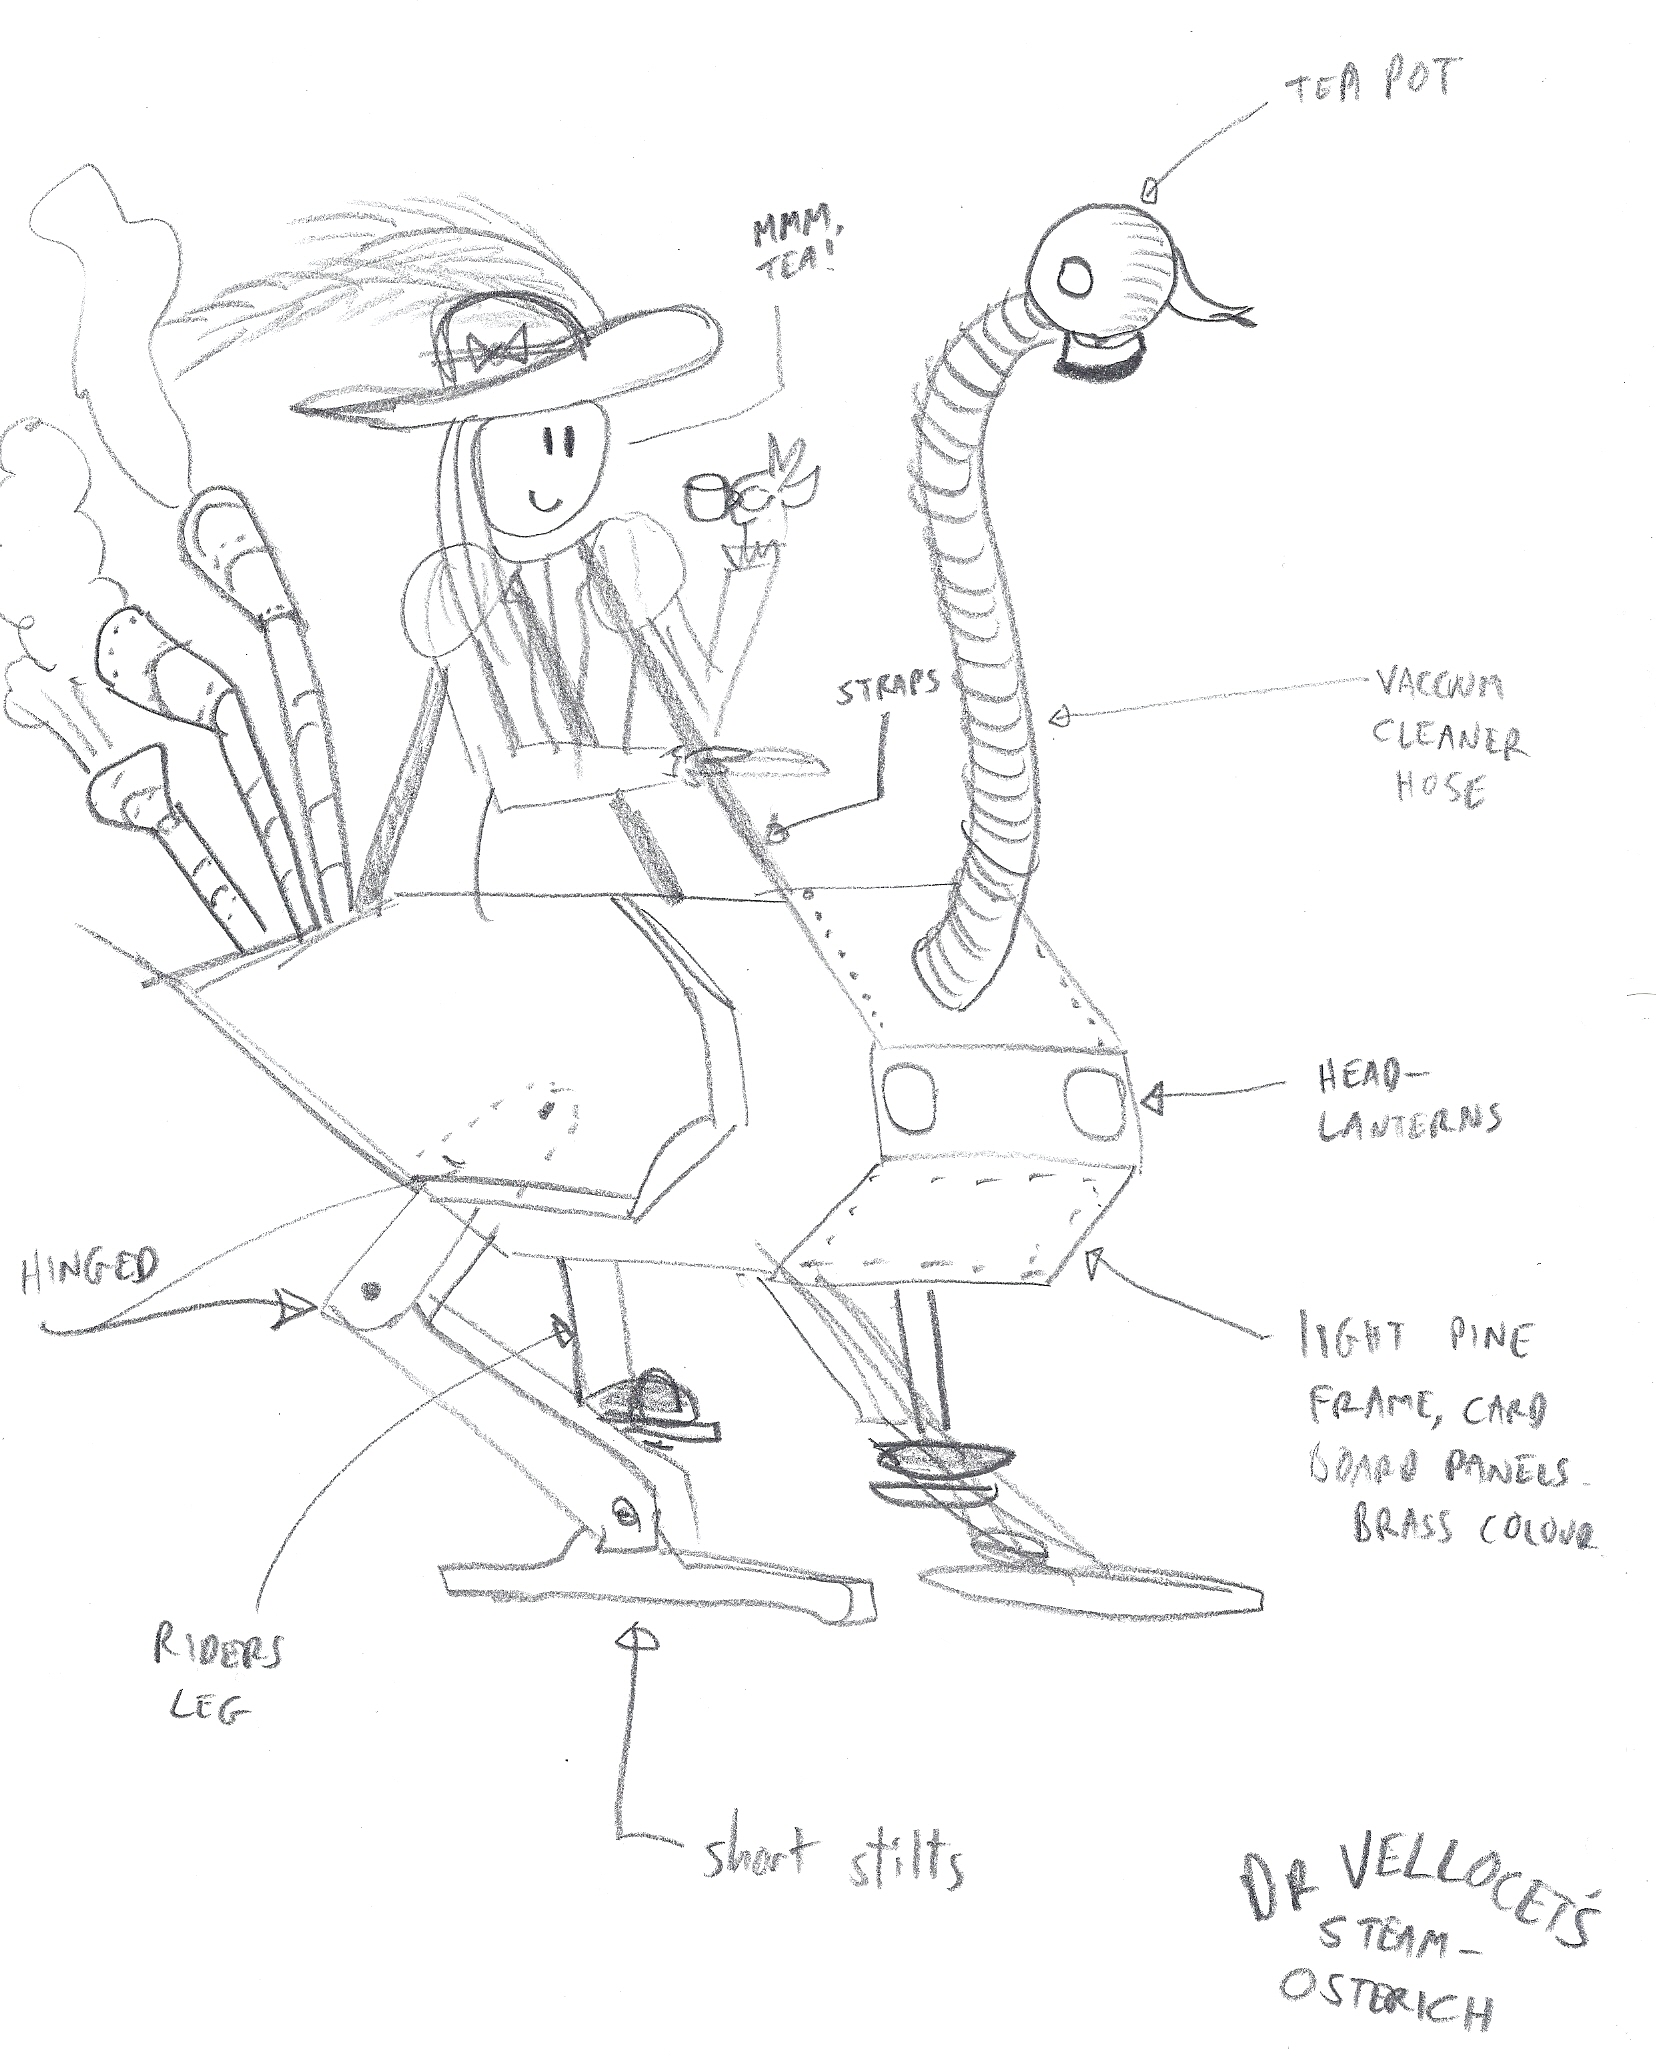 TEA POT
MMM,
TEA!
STRAPS
VACCUUM
CLEANER
HOSE
HEAD-
LANTERNS
HINGED
LIGHT PINE
FRAME, CARD
BOARD PANELS.
BRASS COLOUR
RIDERS
LEG
short stilts
DR VELLOCET'S
STEAM-
OSTERICH